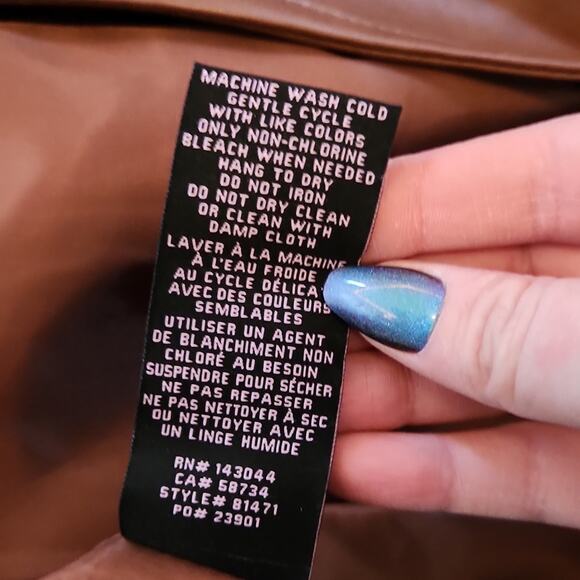 MACHINE WASH COLD
GENTLE CYCLE
WITH LIKE COLORS
ONLY NON-CHLORINE
BLEACH WHEN NEEDED
HANG TO DRY
DO NOT IRON
DO NOT DRY CLEAN
OR CLEAN WITH
DAMP CLOTH
LAVER À LA MACHINE
À L'EAU FROIDE
AU CYCLE
AVEC DES COULEURS
SEMBLABLES
UTILISER UN AGENT
DE BLANCHIMENT NON
CHLORÉ AU BESOIN
SUSPENDRE POUR SÉCHER
NE PAS REPASSER
NE PAS NETTOYER À SEC
OU NETTOYER AVEC
UN LINGE HUMIDE
RN# 143044
CA# 58734
STYLE# 81471
PO# 23901